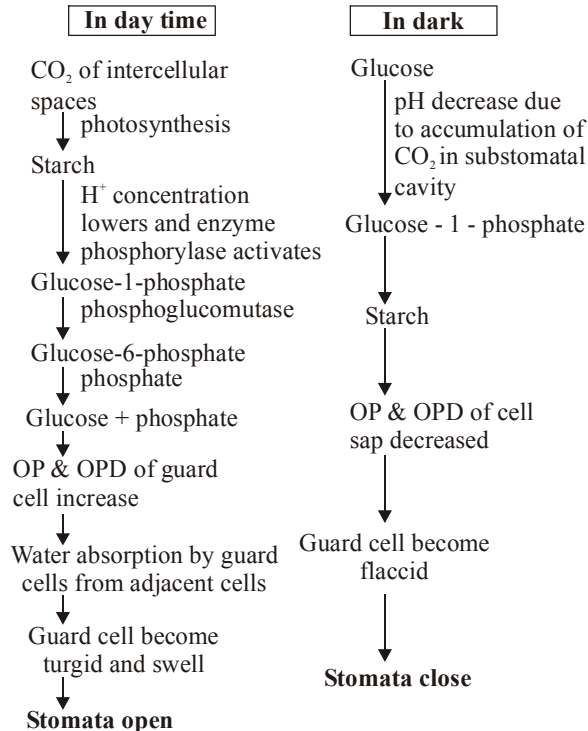 In day time
CO₂ of intercellular
spaces
photosynthesis
Starch
H⁺ concentration
lowers and enzyme
phosphorylase activates
Glucose-1-phosphate
phosphoglucomutase
Glucose-6-phosphate
phosphate
Glucose + phosphate
OP & OPD of guard
cell increase
Water absorption by guard
cells from adjacent cells
Guard cell become
turgid and swell
Stomata open
In dark
Glucose
pH decrease due
to accumulation of
CO₂ in substomatal
cavity
Glucose - 1 - phosphate
Starch
OP & OPD of cell
sap decreased
Guard cell become
flaccid
Stomata close